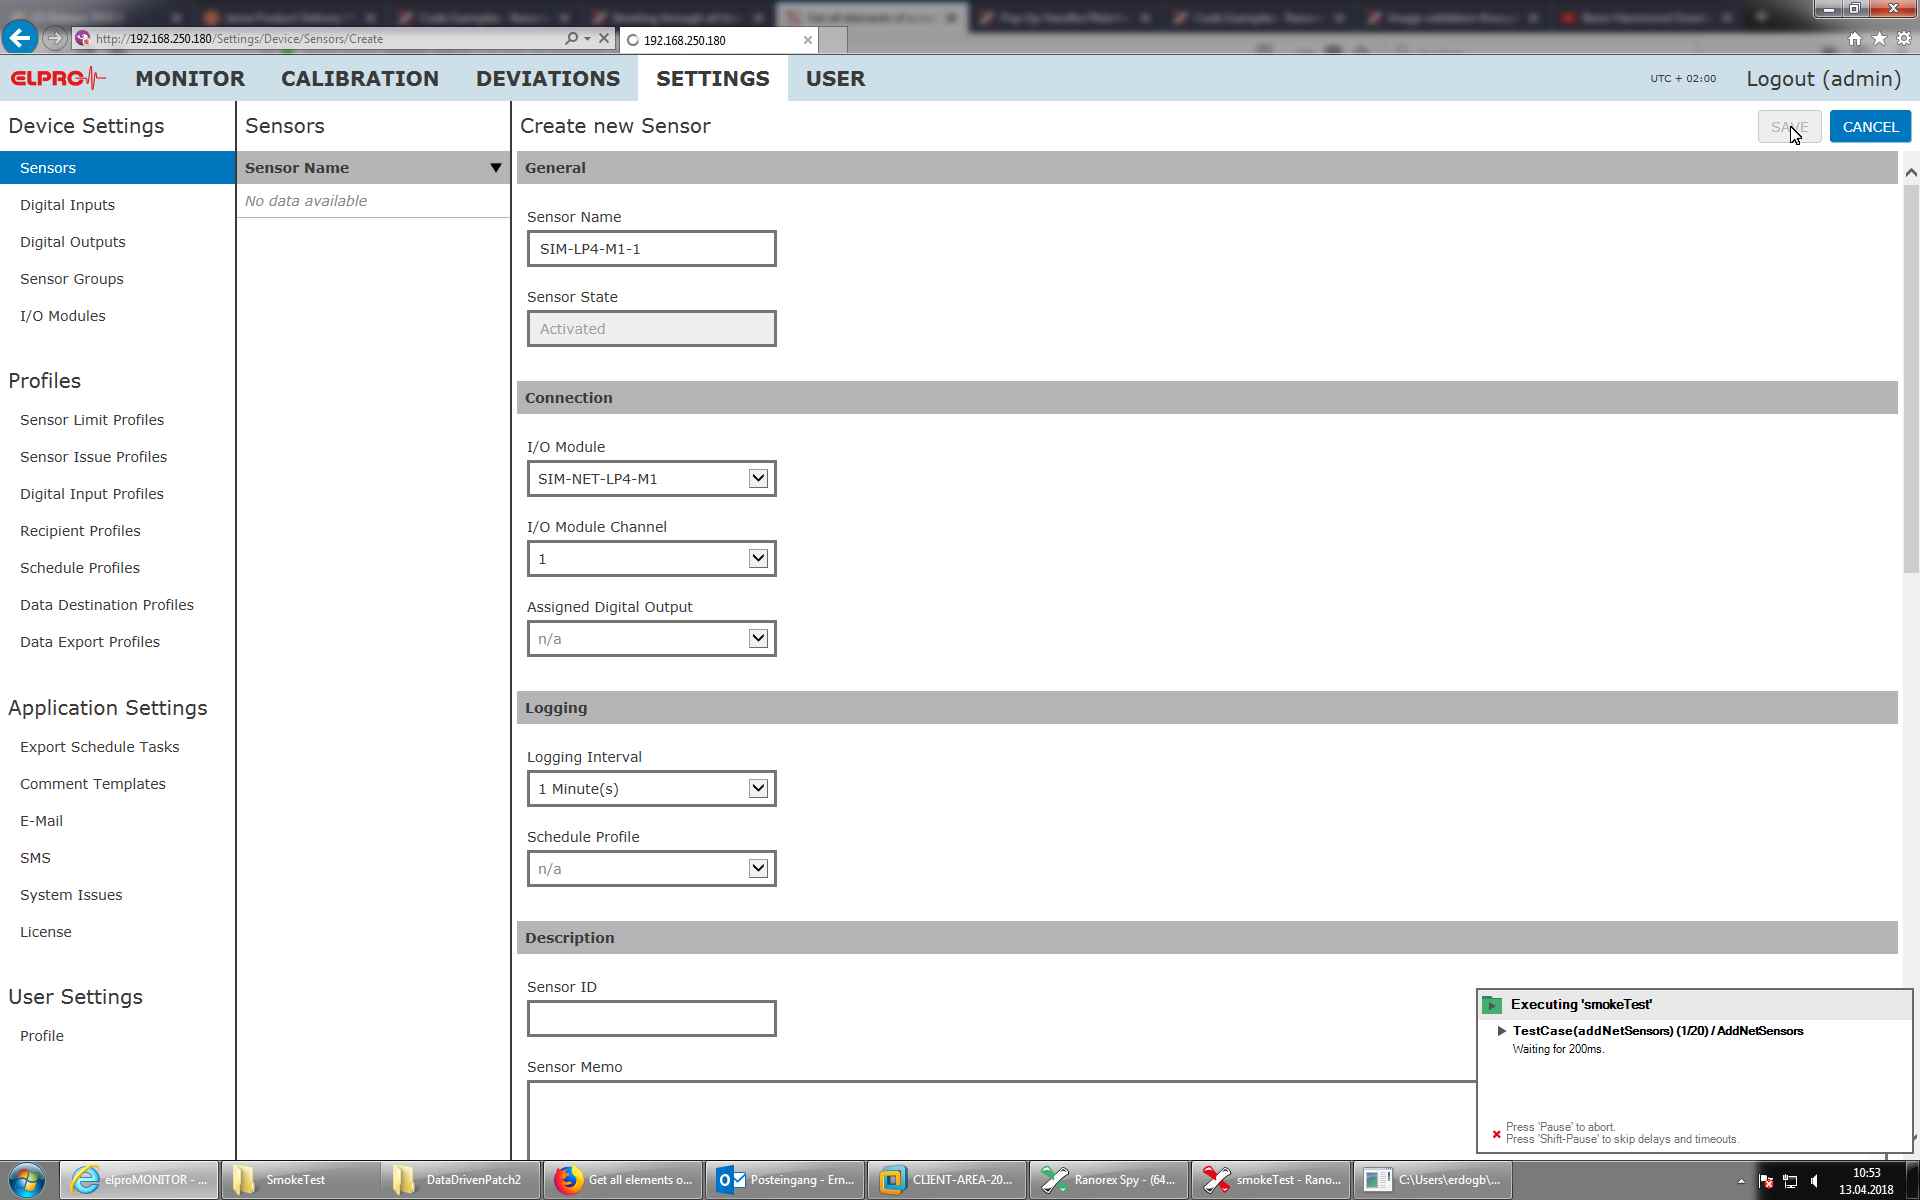 http://192.168.250.180/Settings/Device/Sensors/Create
192.168.250.180
ELPRO
MONITOR
CALIBRATION
DEVIATIONS
SETTINGS
USER
UTC + 02:00
Logout (admin)
Device Settings
Sensors
Digital Inputs
Digital Outputs
Sensor Groups
I/O Modules
Profiles
Sensor Limit Profiles
Sensor Issue Profiles
Digital Input Profiles
Recipient Profiles
Schedule Profiles
Data Destination Profiles
Data Export Profiles
Application Settings
Export Schedule Tasks
Comment Templates
E-Mail
SMS
System Issues
License
User Settings
Profile
Sensors
Sensor Name
No data available
Create new Sensor
SAVE
CANCEL
General
Sensor Name
SIM-LP4-M1-1
Sensor State
Activated
Connection
I/O Module
SIM-NET-LP4-M1
I/O Module Channel
1
Assigned Digital Output
n/a
Logging
Logging Interval
1 Minute(s)
Schedule Profile
n/a
Description
Sensor ID
Sensor Memo
Executing 'smokeTest'
TestCase(addNetSensors) (1/20) / AddNetSensors
Waiting for 200ms.
Press 'Pause' to abort.
Press 'Shift-Pause' to skip delays and timeouts.
elproMONITOR - ...
SmokeTest
DataDrivenPatch2
Get all elements o...
Posteingang - Ern...
CLIENT-AREA-20...
Ranorex Spy - (64...
smokeTest - Rano...
C:\Users\erdogb\...
10:53
13.04.2018